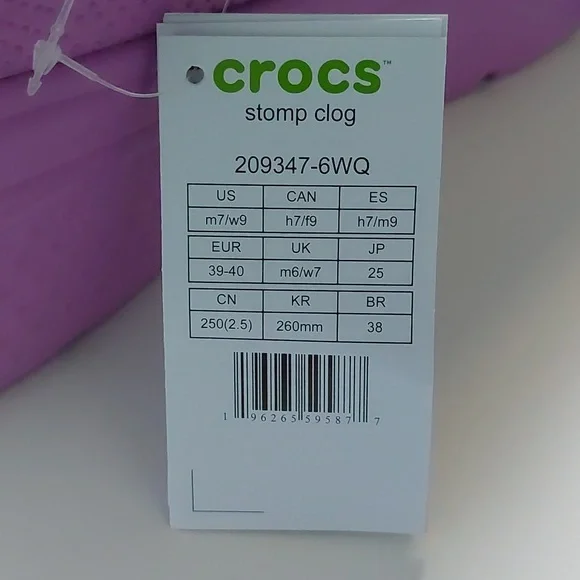 crocs™
stomp clog
209347-6WQ
US CAN ES
m7/w9 h7/f9 h7/m9
EUR UK JP
39-40 m6/w7 25
CN KR BR
250(2.5) 260mm 38
1 96265 59587 7